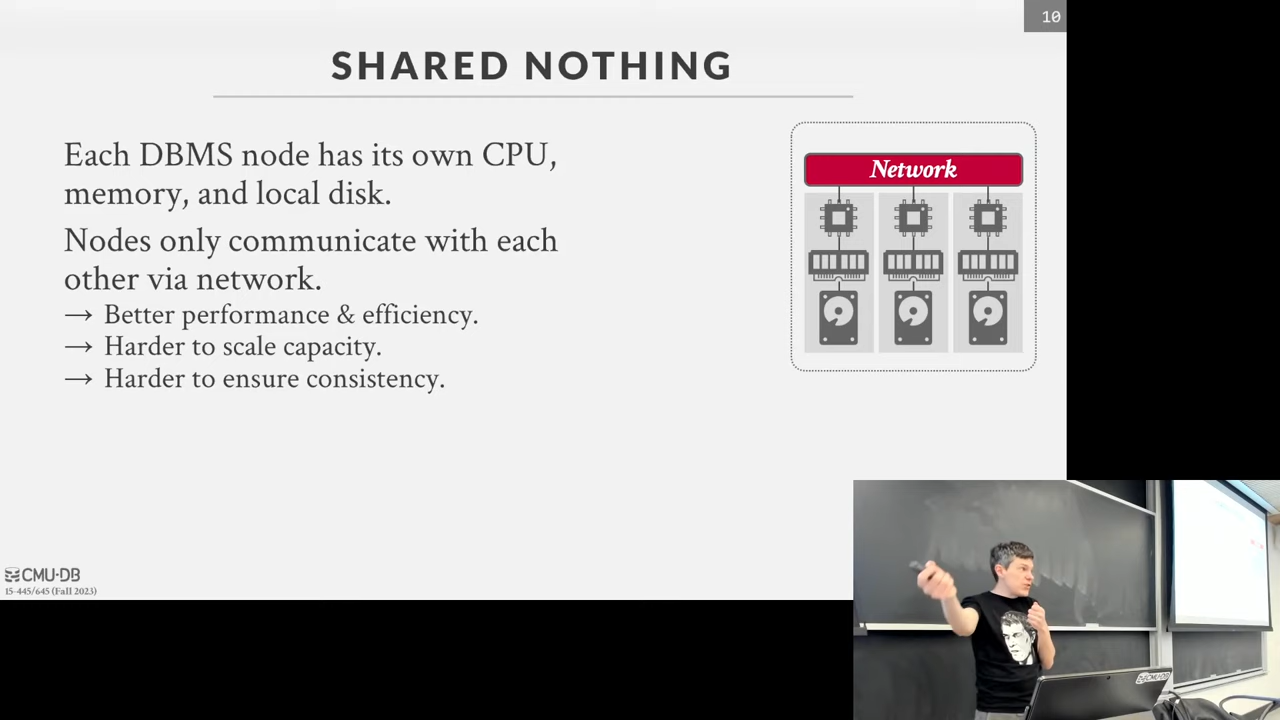 10
SHARED NOTHING
Each DBMS node has its own CPU,
memory, and local disk.
Nodes only communicate with each
other via network.
→ Better performance & efficiency.
→ Harder to scale capacity.
→ Harder to ensure consistency.
Network
CMU·DB
15-445/645 (Fall 2023)
CMU·DB